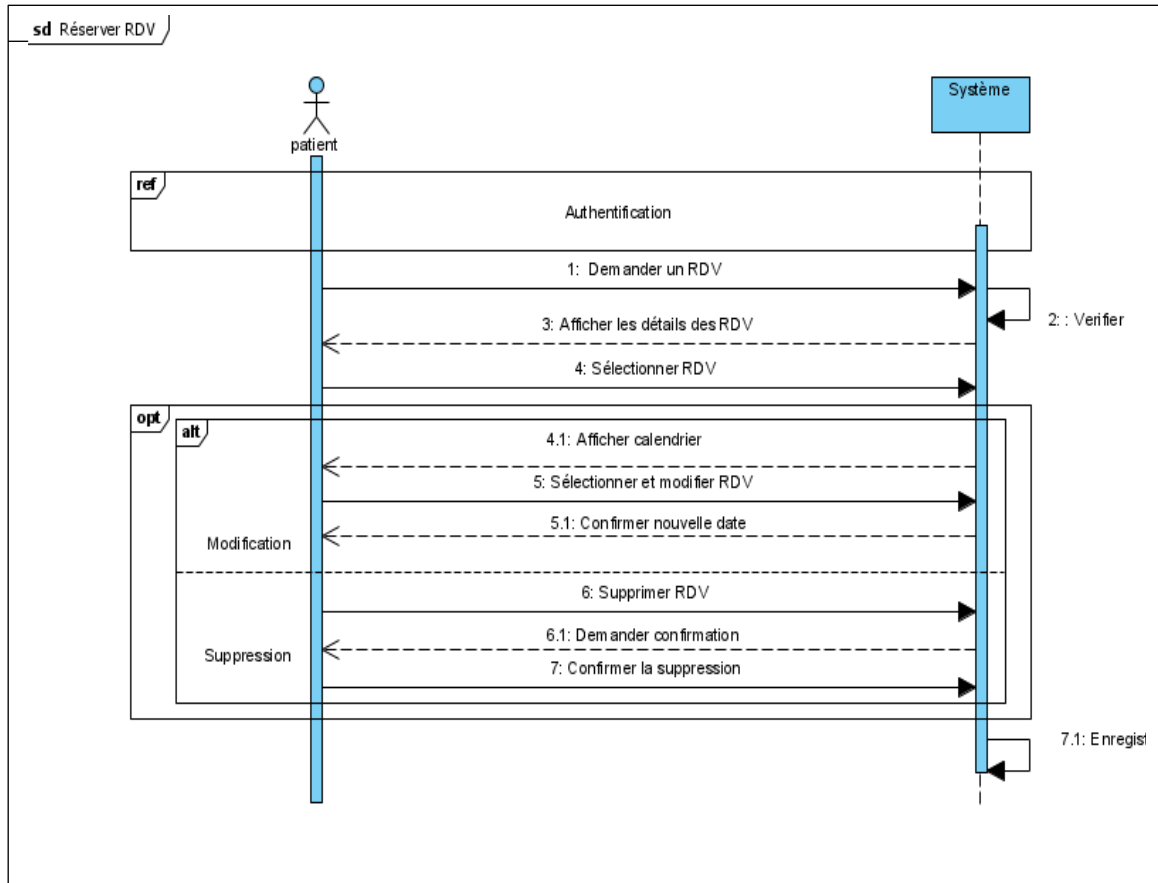 sd Réserver RDV
Système
patient
ref
Authentification
1: Demander un RDV
2: : Verifier
3: Afficher les détails des RDV
4: Sélectionner RDV
opt
alt
4.1: Afficher calendrier
5: Sélectionner et modifier RDV
5.1: Confirmer nouvelle date
Modification
6: Supprimer RDV
6.1: Demander confirmation
Suppression
7: Confirmer la suppression
7.1: Enregist